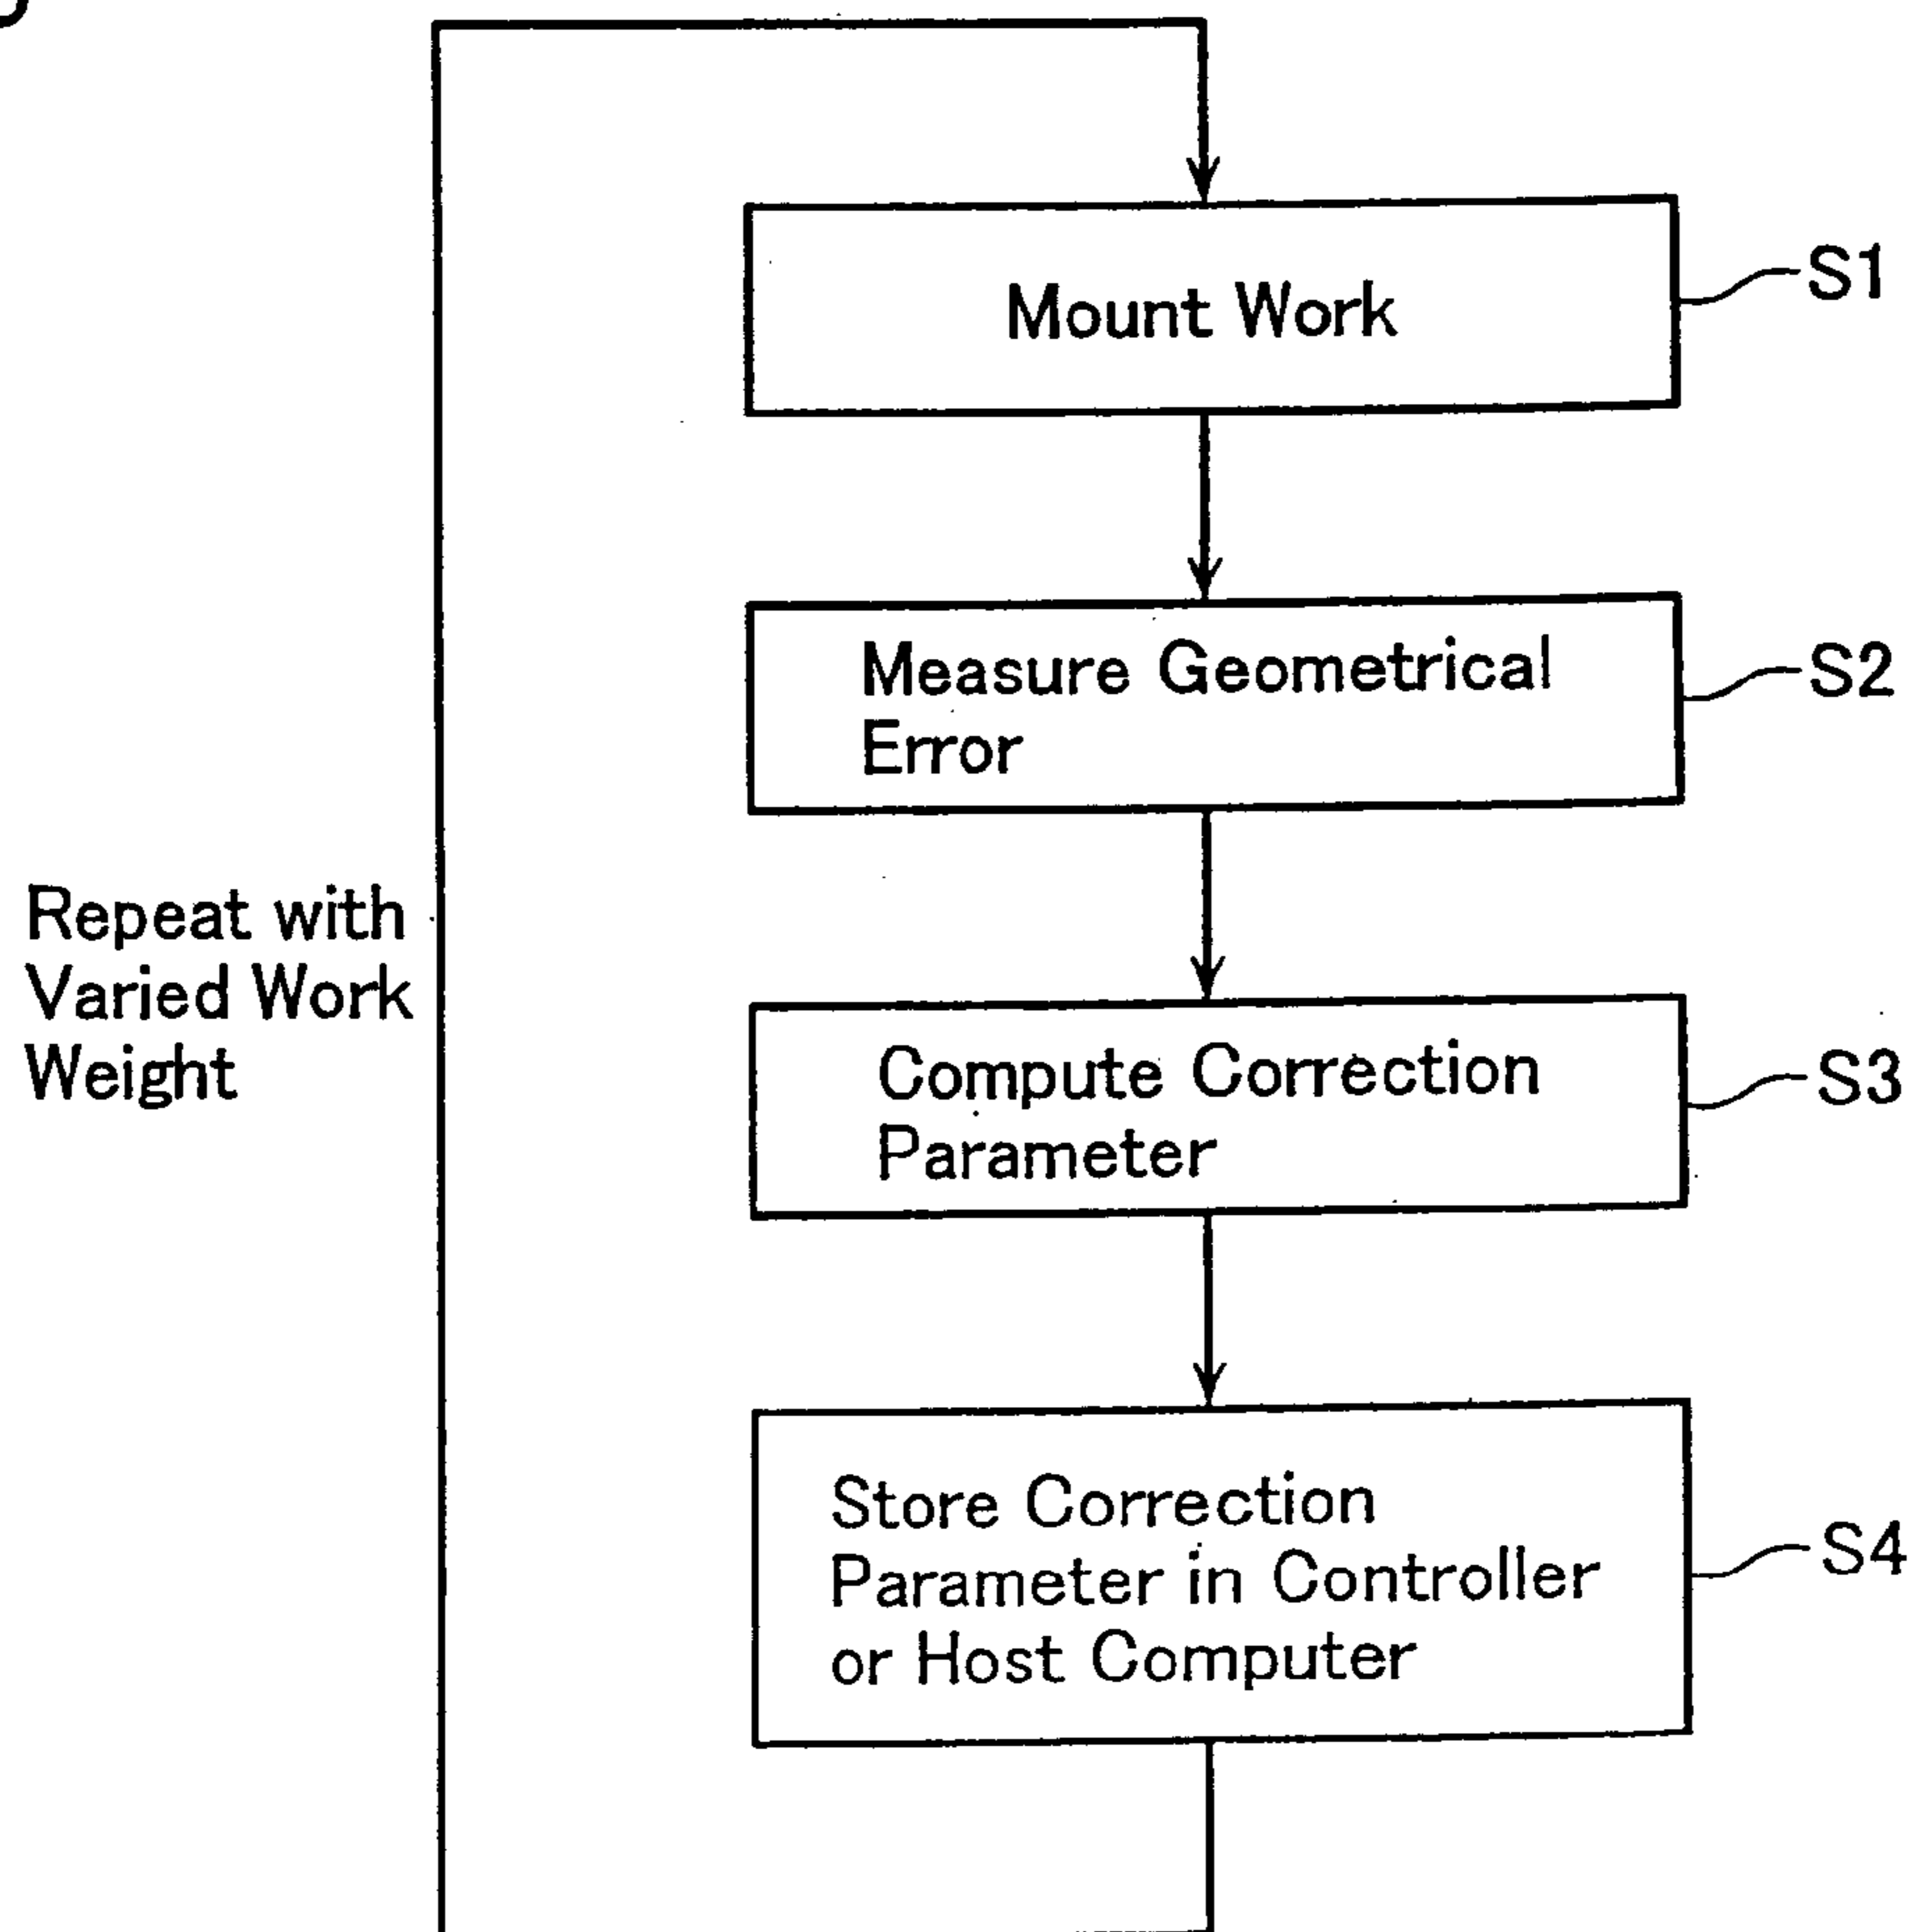 Mount Work
S1
Measure Geometrical
Error
S2
Repeat with
Varied Work
Weight
Compute Correction
Parameter
S3
Store Correction
Parameter in Controller
or Host Computer
S4